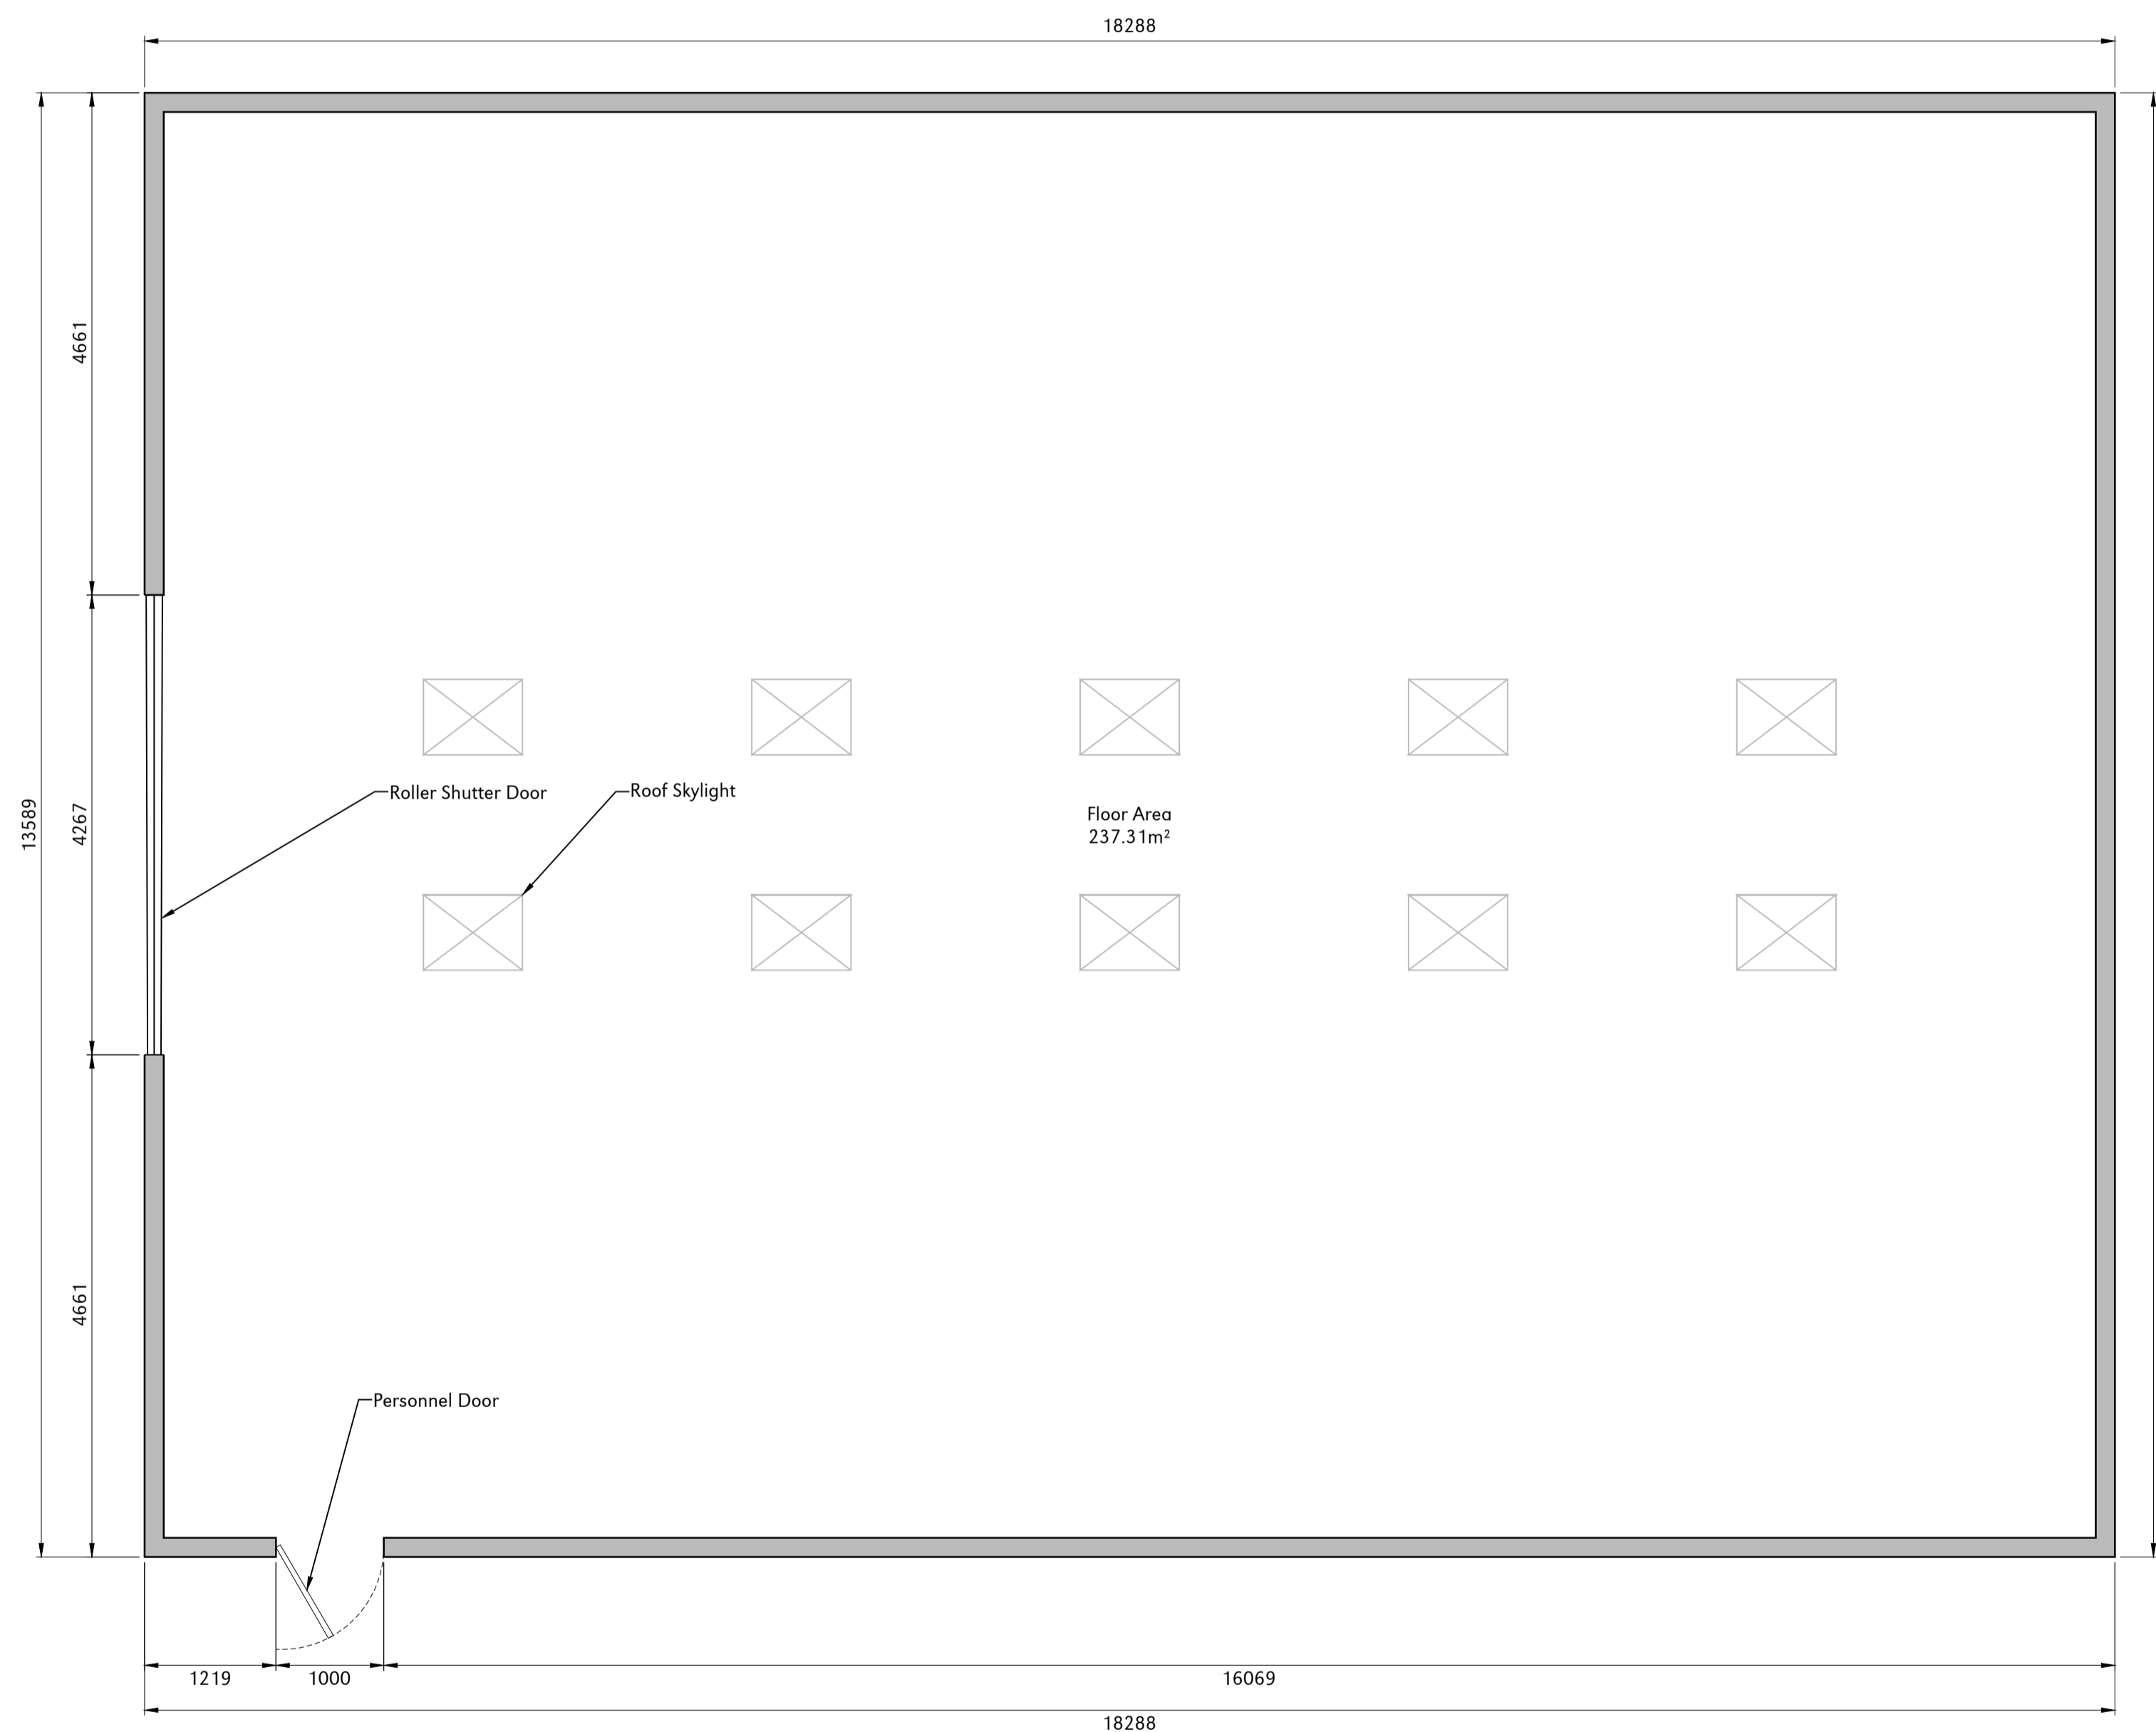 18288
4661
Roller Shutter Door
Roof Skylight
Floor Area
237.31m²
13589
4267
4661
Personnel Door
1219
1000
16069
18288